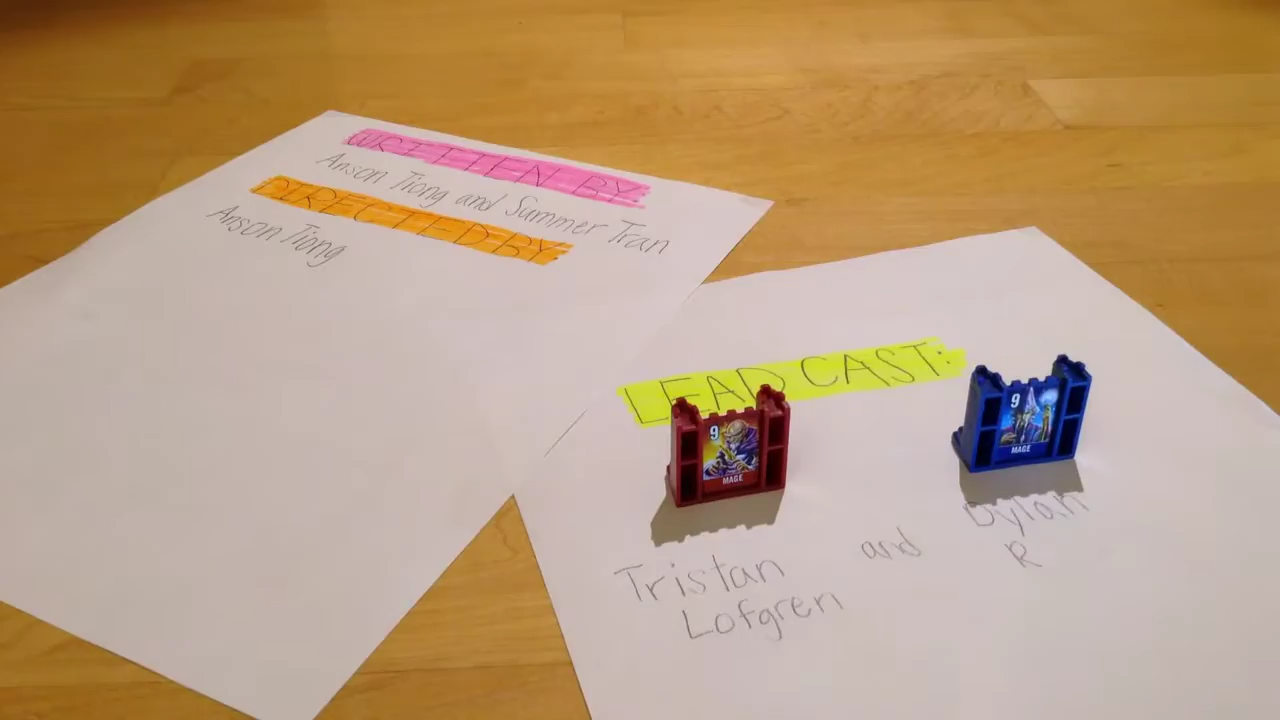 WRITTEN BY:
Anson Tiong and Summer Tran
DIRECTED BY:
Anson Tiong
LEAD CAST:
9
MAGE
9
MAGE
Tristan Lofgren
and
Dylan R